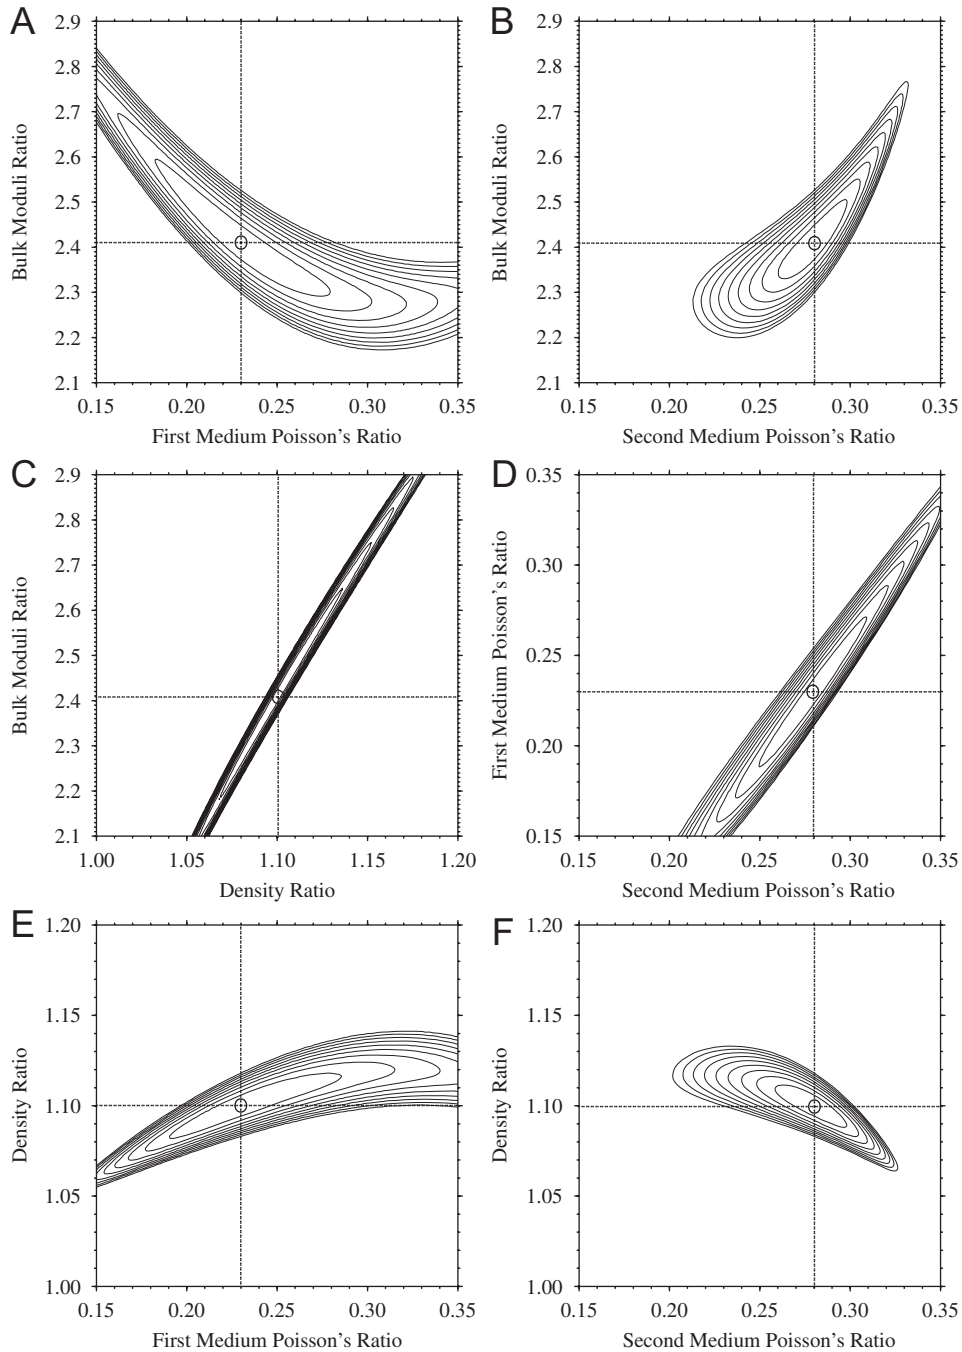 A
2.9
2.8
2.7
2.6
2.5
2.4
2.3
2.2
2.1
Bulk Moduli Ratio
0.15 0.20 0.25 0.30 0.35
First Medium Poisson's Ratio
B
2.9
2.8
2.7
2.6
2.5
2.4
2.3
2.2
2.1
Bulk Moduli Ratio
0.15 0.20 0.25 0.30 0.35
Second Medium Poisson's Ratio
C
2.9
2.8
2.7
2.6
2.5
2.4
2.3
2.2
2.1
Bulk Moduli Ratio
1.00 1.05 1.10 1.15 1.20
Density Ratio
D
0.35
0.30
0.25
0.20
0.15
First Medium Poisson's Ratio
0.15 0.20 0.25 0.30 0.35
Second Medium Poisson's Ratio
E
1.20
1.15
1.10
1.05
1.00
Density Ratio
0.15 0.20 0.25 0.30 0.35
First Medium Poisson's Ratio
F
1.20
1.15
1.10
1.05
1.00
Density Ratio
0.15 0.20 0.25 0.30 0.35
Second Medium Poisson's Ratio